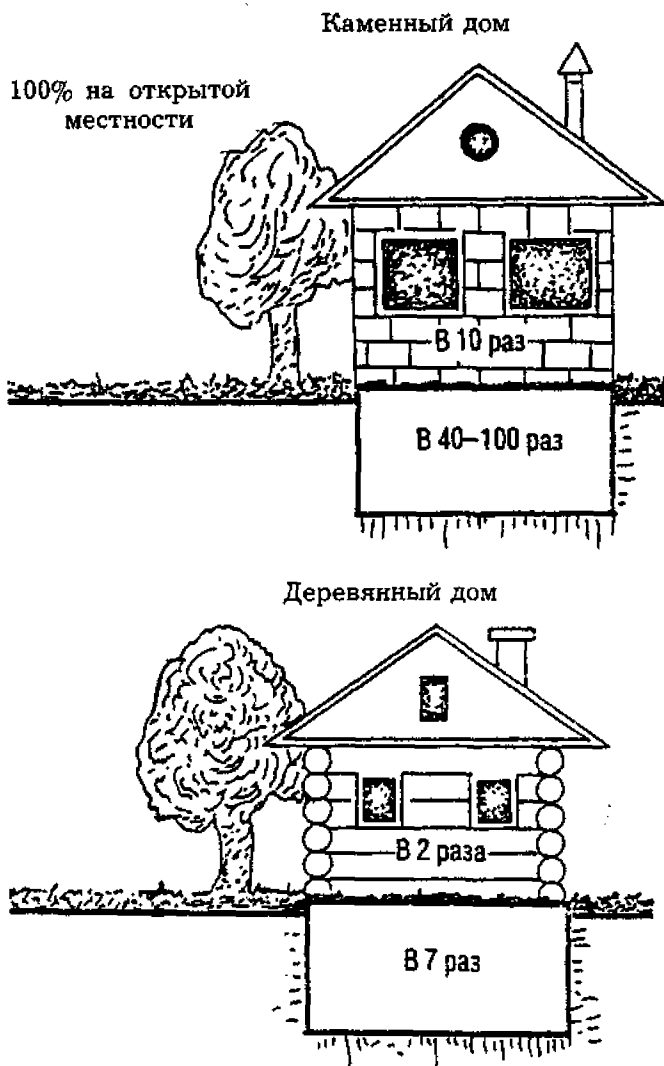 Каменный дом
100% на открытой
местности
В 10 раз
В 40–100 раз
Деревянный дом
В 2 раза
В 7 раз